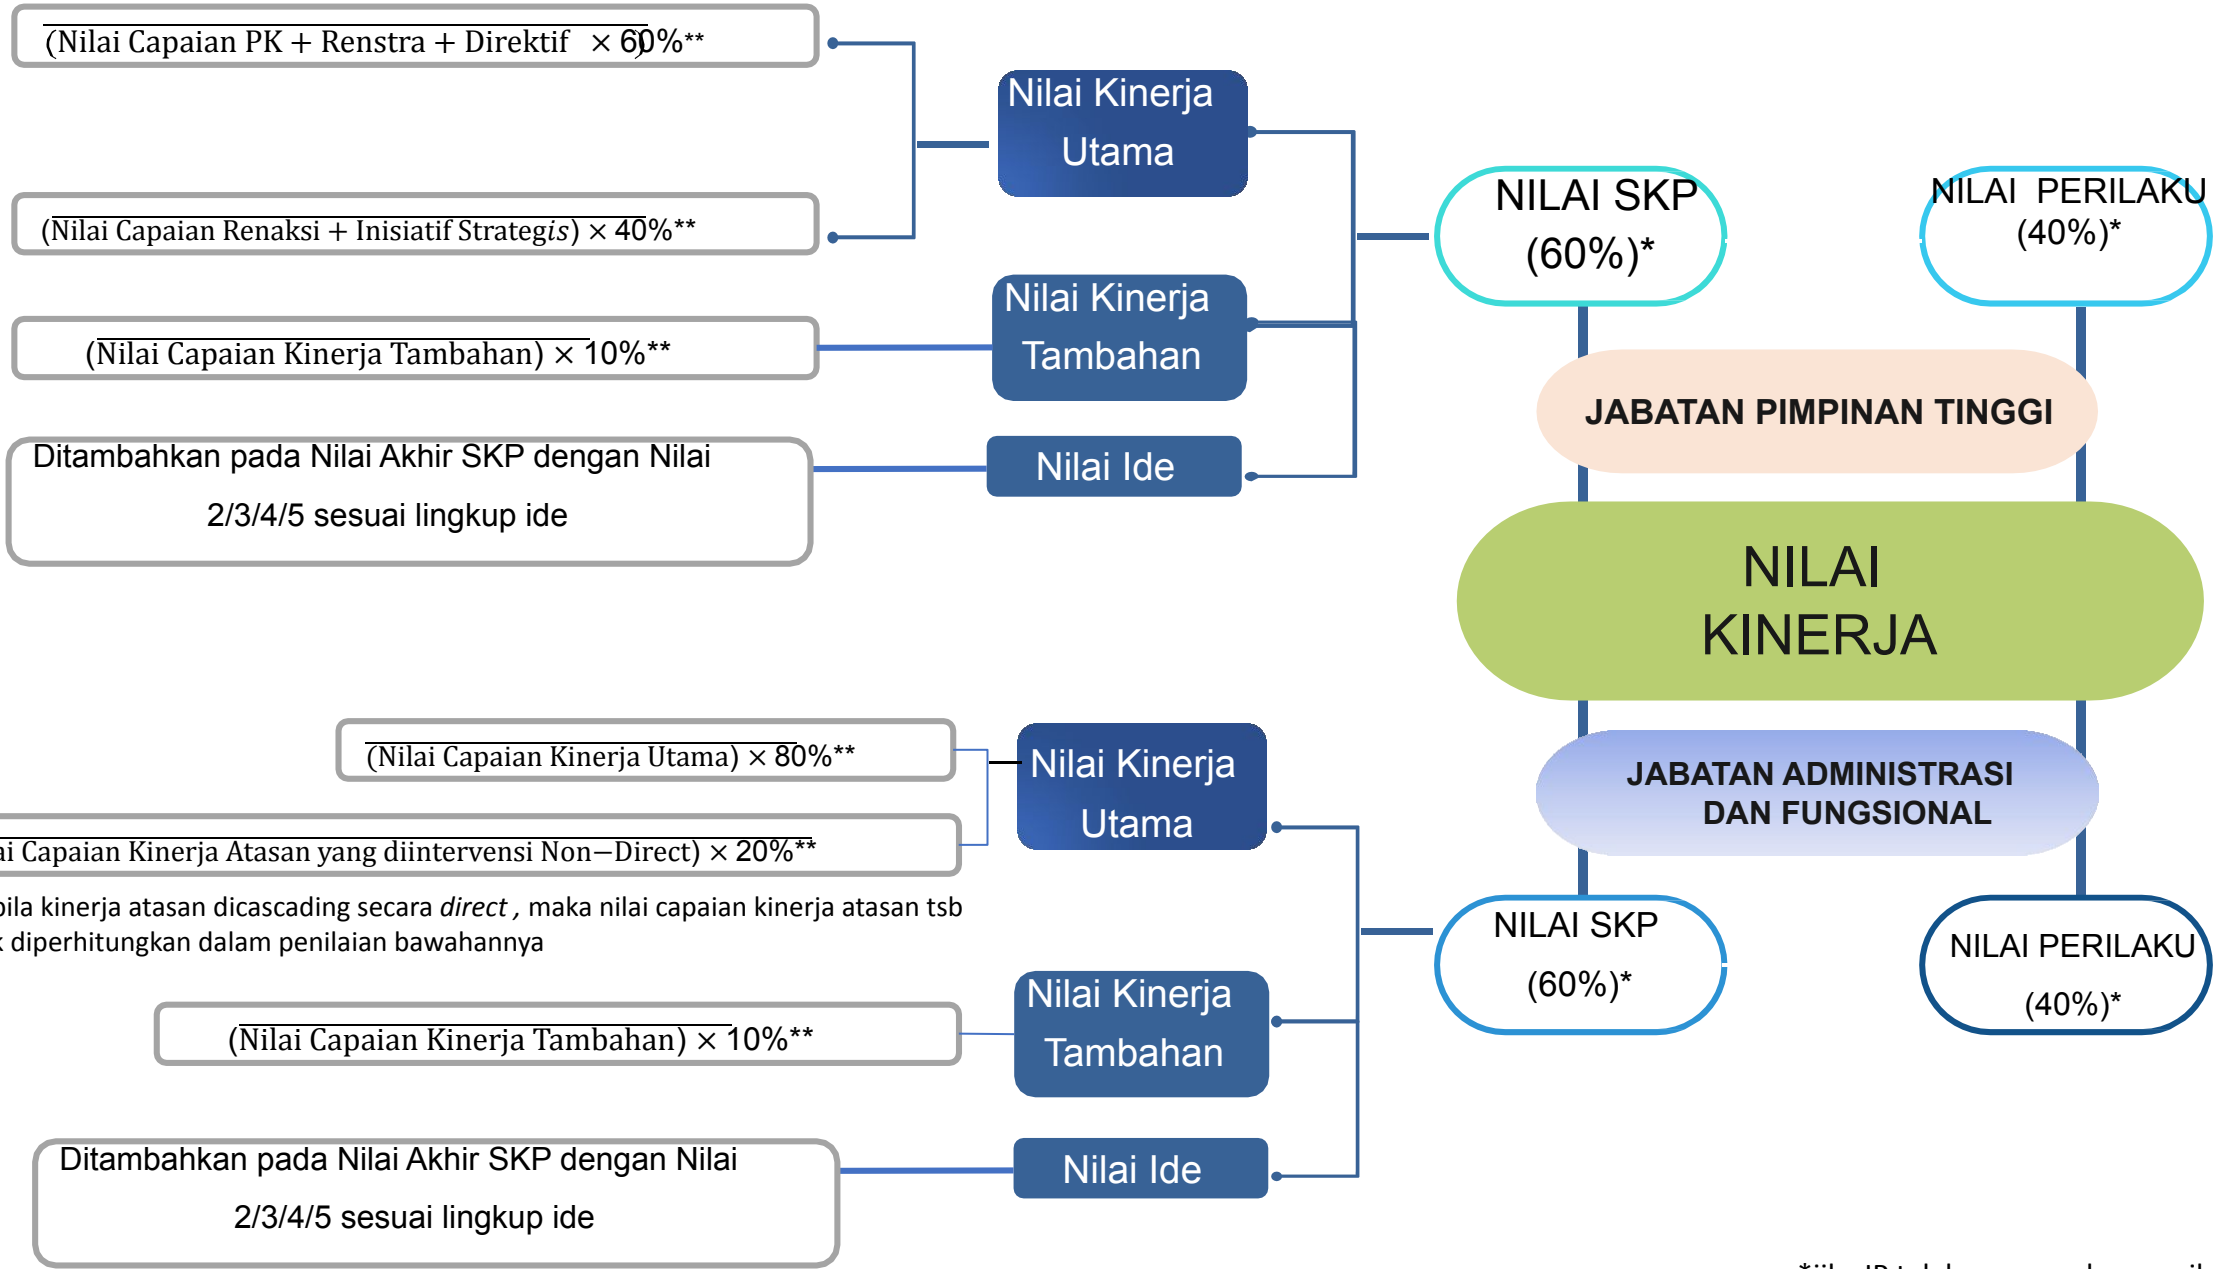 (Nilai Capaian PK + Renstra + Direktif ) × 60%**
(Nilai Capaian Renaksi + Inisiatif Strategis) × 40%**
(Nilai Capaian Kinerja Tambahan) × 10%**
Ditambahkan pada Nilai Akhir SKP dengan Nilai
2/3/4/5 sesuai lingkup ide
Nilai Kinerja
Utama
Nilai Kinerja
Tambahan
Nilai Ide
NILAI SKP
(60%)*
NILAI PERILAKU
(40%)*
JABATAN PIMPINAN TINGGI
NILAI
KINERJA
JABATAN ADMINISTRASI
DAN FUNGSIONAL
(Nilai Capaian Kinerja Utama) × 80%**
Capaian Kinerja Atasan yang diintervensi Non−Direct) × 20%**
kinerja atasan dicascading secara direct , maka nilai capaian kinerja atasan tsb
diperhitungkan dalam penilaian bawahannya
(Nilai Capaian Kinerja Tambahan) × 10%**
Ditambahkan pada Nilai Akhir SKP dengan Nilai
2/3/4/5 sesuai lingkup ide
Nilai Kinerja
Utama
Nilai Kinerja
Tambahan
Nilai Ide
NILAI SKP
(60%)*
NILAI PERILAKU
(40%)*